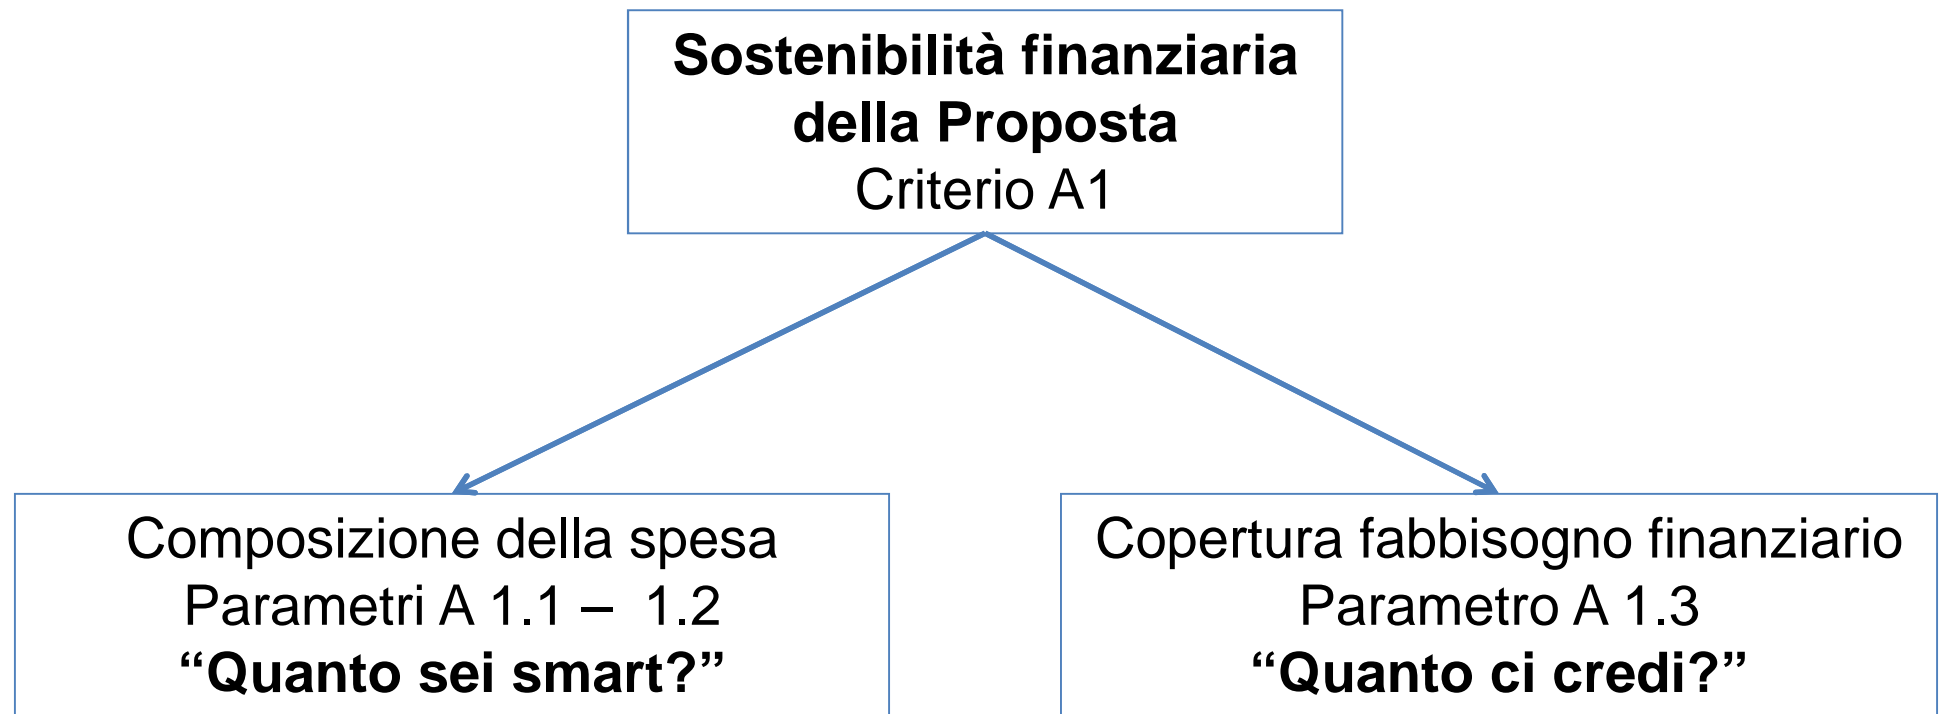 Sostenibilità finanziaria
della Proposta
Criterio A1
Composizione della spesa
Parametri A 1.1 – 1.2
“Quanto sei smart?”
Copertura fabbisogno finanziario
Parametro A 1.3
“Quanto ci credi?”